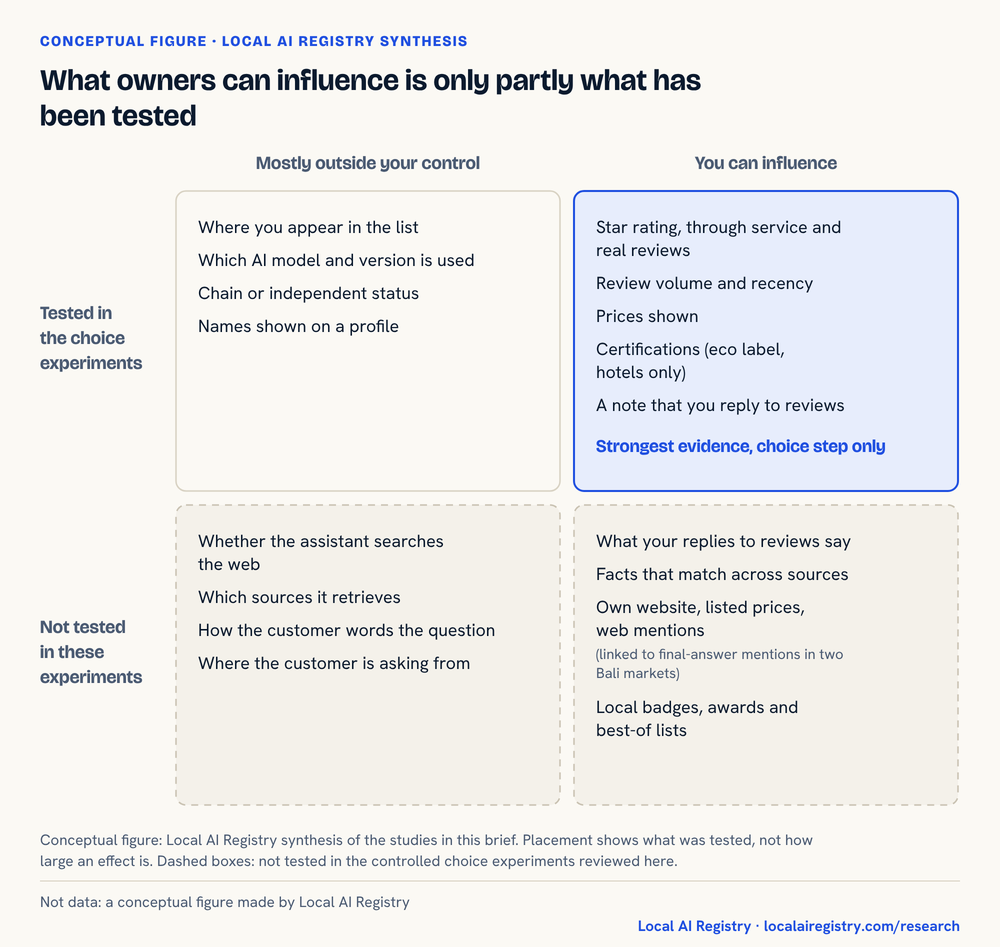 CONCEPTUAL FIGURE · LOCAL AI REGISTRY SYNTHESIS
What owners can influence is only partly what has
been tested
Mostly outside your control
You can influence
Tested in
the choice
experiments
Where you appear in the list
Which AI model and version is used
Chain or independent status
Names shown on a profile
Star rating, through service and
real reviews
Review volume and recency
Prices shown
Certifications (eco label,
hotels only)
A note that you reply to reviews
Strongest evidence, choice step only
Not tested
in these
experiments
Whether the assistant searches
the web
Which sources it retrieves
How the customer words the question
Where the customer is asking from
What your replies to reviews say
Facts that match across sources
Own website, listed prices,
web mentions
(linked to final-answer mentions in two
Bali markets)
Local badges, awards and
best-of lists
Conceptual figure: Local AI Registry synthesis of the studies in this brief. Placement shows what was tested, not how
large an effect is. Dashed boxes: not tested in the controlled choice experiments reviewed here.
Not data: a conceptual figure made by Local AI Registry
Local AI Registry · localairegistry.com/research